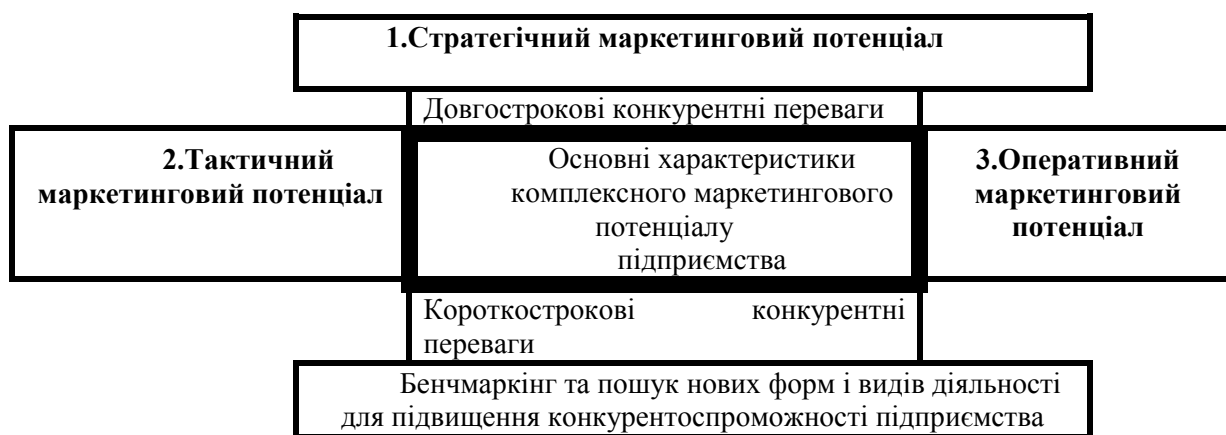 1.Стратегічний маркетинговий потенціал
Довгострокові конкурентні переваги
2.Тактичний
маркетинговий потенціал
Основні характеристики
комплексного маркетингового
потенціалу
підприємства
3.Оперативний
маркетинговий
потенціал
Короткострокові конкурентні
переваги
Бенчмаркінг та пошук нових форм і видів діяльності
для підвищення конкурентоспроможності підприємства